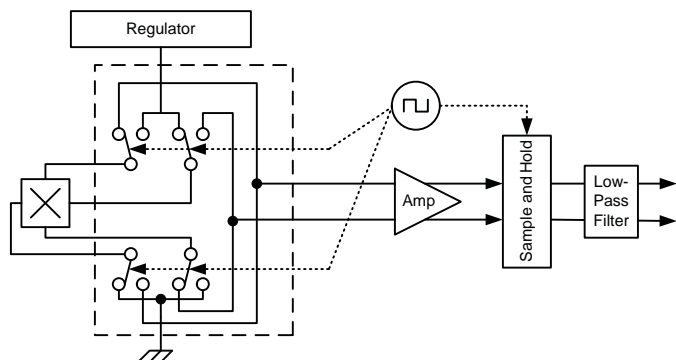 Regulator
Amp
Sample and Hold
Low-
Pass
Filter